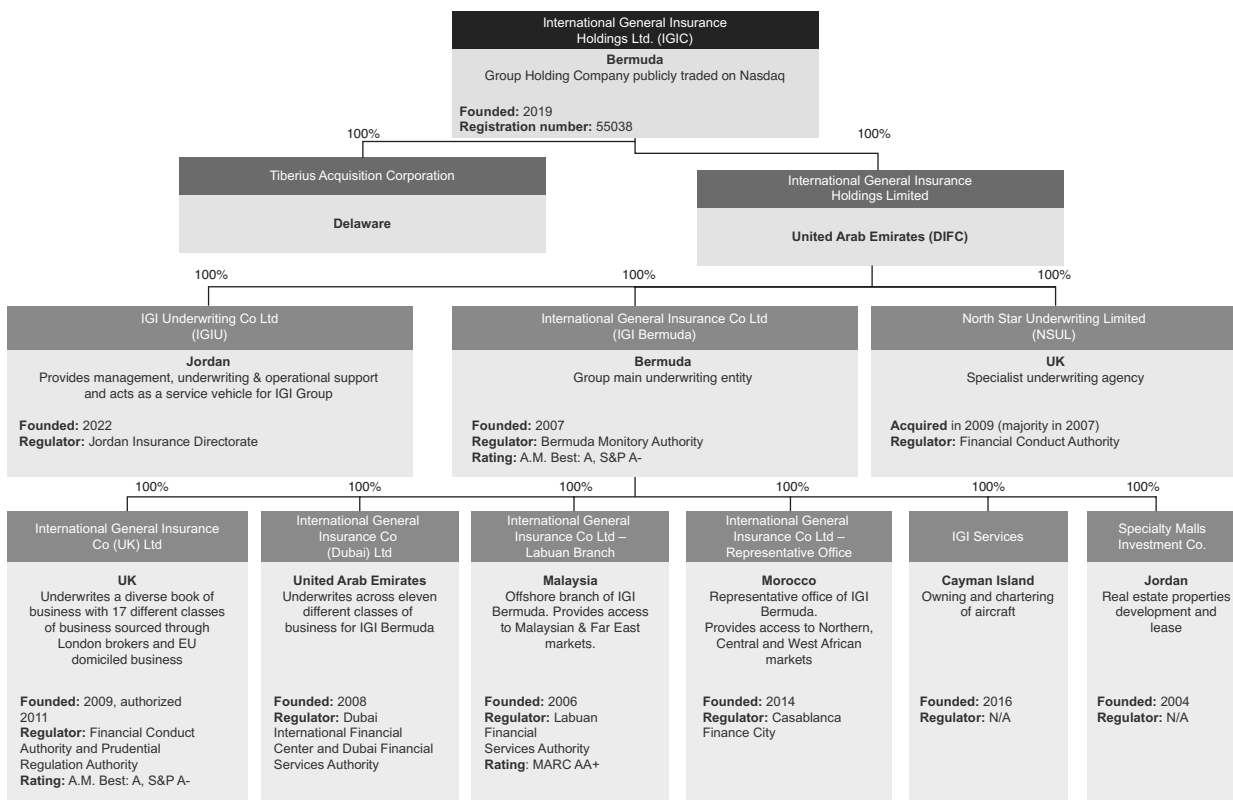 International General Insurance
Holdings Ltd. (IGIC)
Bermuda
Group Holding Company publicly traded on Nasdaq
Founded: 2019
Registration number: 55038
100%
100%
Tiberius Acquisition Corporation
Delaware
International General Insurance
Holdings Limited
United Arab Emirates (DIFC)
100%
100%
100%
IGI Underwriting Co Ltd
(IGIU)
Jordan
Provides management, underwriting & operational support
and acts as a service vehicle for IGI Group
Founded: 2022
Regulator: Jordan Insurance Directorate
International General Insurance Co Ltd
(IGI Bermuda)
Bermuda
Group main underwriting entity
Founded: 2007
Regulator: Bermuda Monitory Authority
Rating: A.M. Best: A, S&P A-
North Star Underwriting Limited
(NSUL)
UK
Specialist underwriting agency
Acquired in 2009 (majority in 2007)
Regulator: Financial Conduct Authority
100%
100%
100%
100%
100%
100%
International General Insurance
Co (UK) Ltd
UK
Underwrites a diverse book of
business with 17 different classes
of business sourced through
London brokers and EU
domiciled business
Founded: 2009, authorized
2011
Regulator: Financial Conduct
Authority and Prudential
Regulation Authority
Rating: A.M. Best: A, S&P A-
International General
Insurance Co
(Dubai) Ltd
United Arab Emirates
Underwrites across eleven
different classes of
business for IGI Bermuda
Founded: 2008
Regulator: Dubai
International Financial
Center and Dubai Financial
Services Authority
International General
Insurance Co Ltd –
Labuan Branch
Malaysia
Offshore branch of IGI
Bermuda. Provides access
to Malaysian & Far East
markets.
Founded: 2006
Regulator: Labuan
Financial
Services Authority
Rating: MARC AA+
International General
Insurance Co Ltd –
Representative Office
Morocco
Representative office of IGI
Bermuda.
Provides access to Northern,
Central and West African
markets
Founded: 2014
Regulator: Casablanca
Finance City
IGI Services
Cayman Island
Owning and chartering
of aircraft
Founded: 2016
Regulator: N/A
Specialty Malls
Investment Co.
Jordan
Real estate properties
development and
lease
Founded: 2004
Regulator: N/A